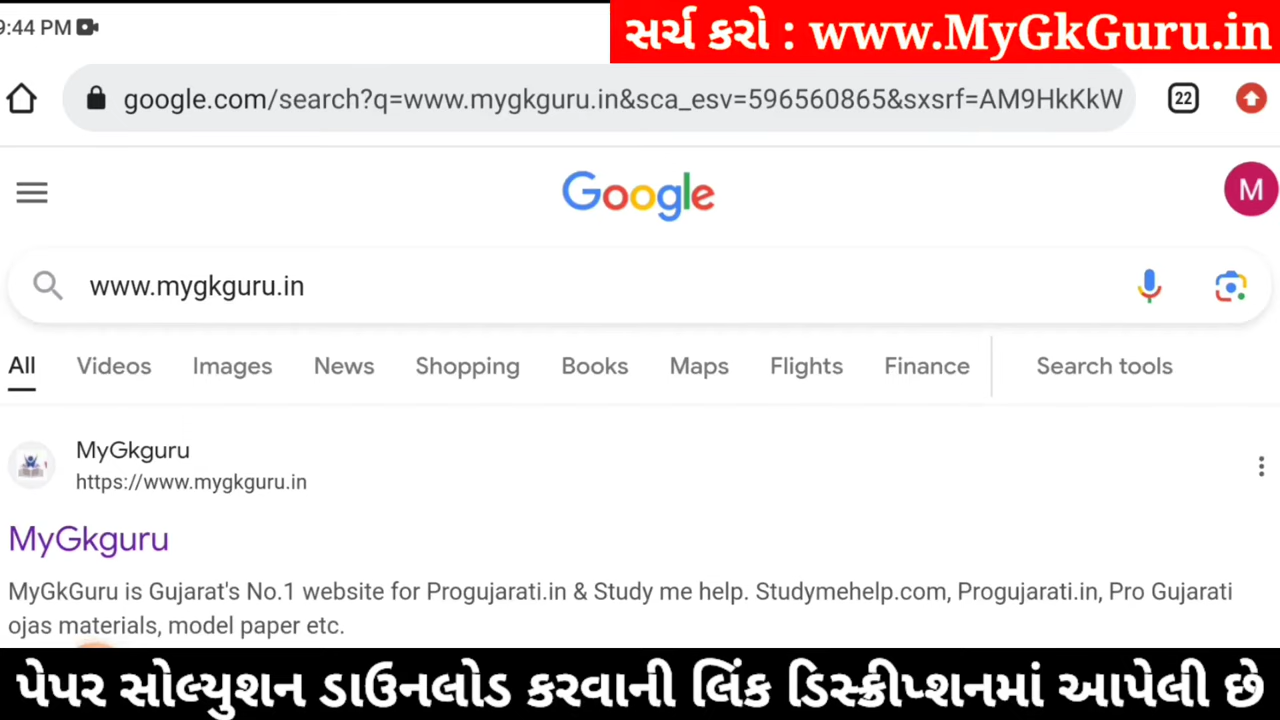 9:44 PM
સર્ચ કરો : www.MyGkGuru.in
google.com/search?q=www.mygkguru.in&sca_esv=596560865&sxsrf=AM9HkKkW
22
Google
M
www.mygkguru.in
All Videos Images News Shopping Books Maps Flights Finance Search tools
MyGkguru
https://www.mygkguru.in
MyGkguru
MyGkGuru is Gujarat's No.1 website for Progujarati.in & Study me help. Studymehelp.com, Progujarati.in, Pro Gujarati
ojas materials, model paper etc.
પેપર સોલ્યુશન ડાઉનલોડ કરવાની લિંક ડિસ્ક્રીપ્શનમાં આપેલી છે